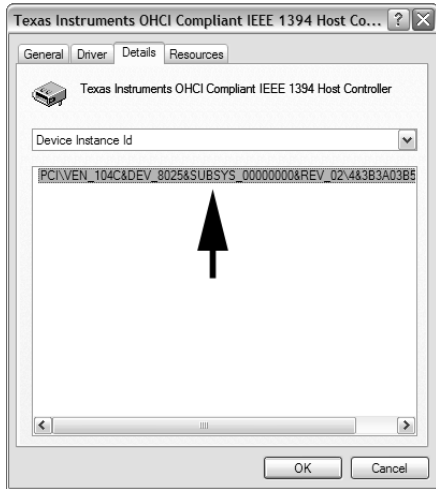 Texas Instruments OHCI Compliant IEEE 1394 Host Co...
General Driver Details Resources
Texas Instruments OHCI Compliant IEEE 1394 Host Controller
Device Instance Id
PCI\VEN_104C&DEV_8025&SUBSYS_00000000&REV_02\4&3B3A03B5
OK Cancel